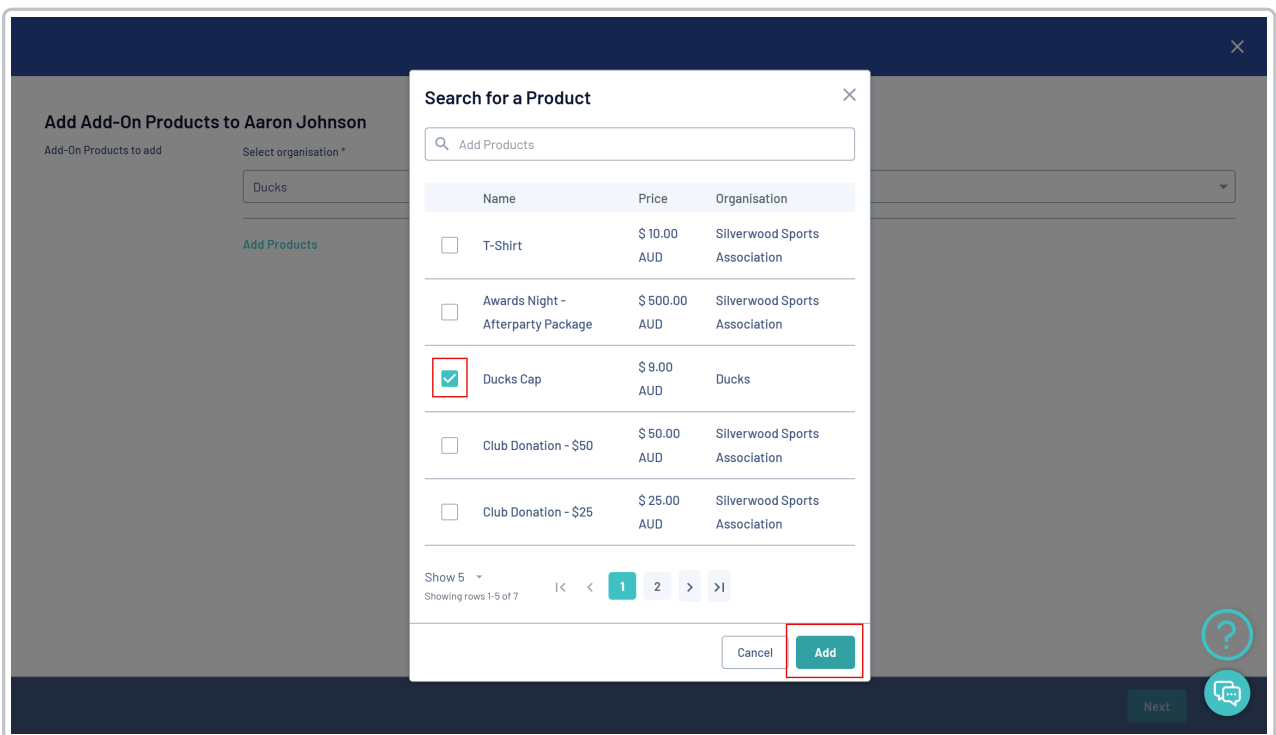 Add Add-On Products to Aaron Johnson
Add-On Products to add
Select organisation *
Ducks
Add Products
Search for a Product
Add Products
Name Price Organisation
T-Shirt
$ 10.00
AUD
Silverwood Sports
Association
Awards Night -
Afterparty Package
$ 500.00
AUD
Silverwood Sports
Association
Ducks Cap
$ 9.00
AUD
Ducks
Club Donation - $50
$ 50.00
AUD
Silverwood Sports
Association
Club Donation - $25
$ 25.00
AUD
Silverwood Sports
Association
Show 5
Showing rows 1-5 of 7
1 2
Cancel Add
Next